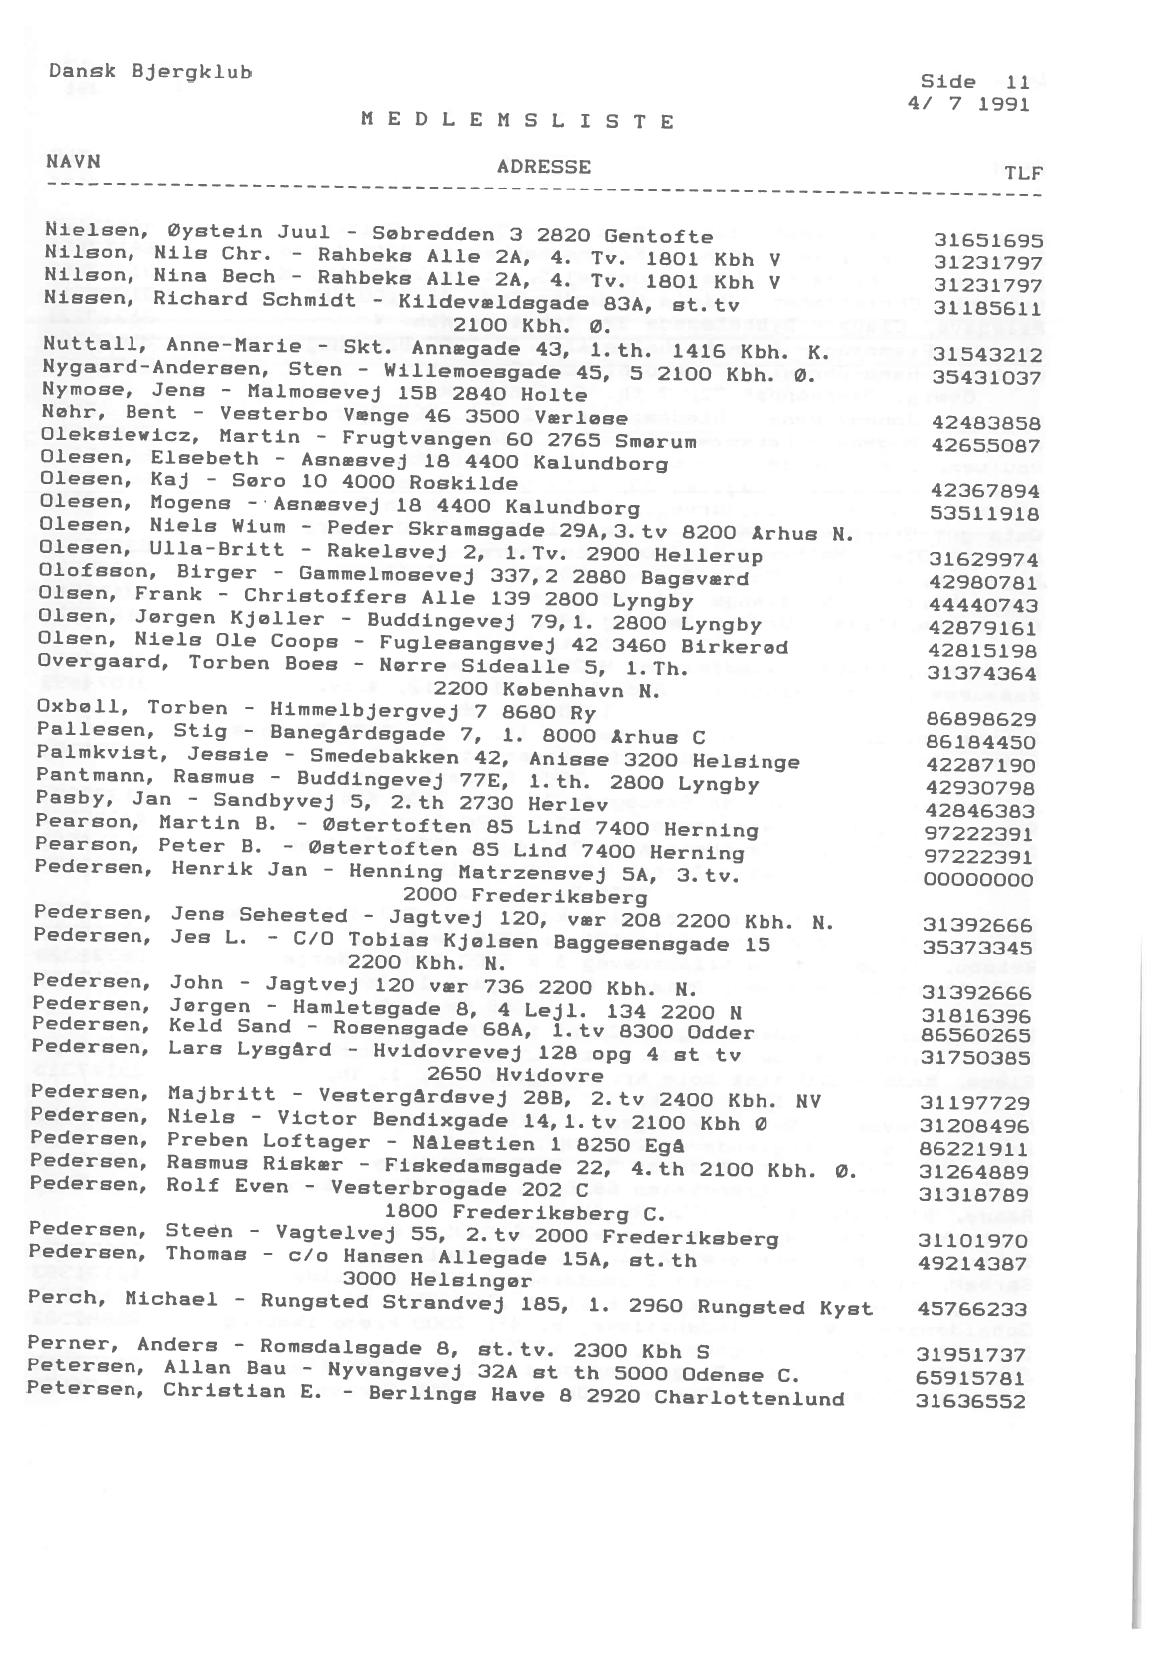 Dansk Bjergklub
Side 11
4/ 7 1991
M E D L E M S L I S T E
NAVN ADRESSE TLF
Nielsen, Øystein Juul - Søbredden 3 2820 Gentofte 31651695
Nilson, Nils Chr. - Rahbeks Alle 2A, 4. Tv. 1801 Kbh V 31231797
Nilson, Nina Bech - Rahbeks Alle 2A, 4. Tv. 1801 Kbh V 31231797
Nissen, Richard Schmidt - Kildevældsgade 83A, st.tv 31185611
2100 Kbh. Ø.
Nuttall, Anne-Marie - Skt. Annægade 43, 1.th. 1416 Kbh. K. 31543212
Nygaard-Andersen, Sten - Willemoesgade 45, 5 2100 Kbh. Ø. 35431037
Nymose, Jens - Malmosevej 15B 2840 Holte
Nøhr, Bent - Vesterbo Vænge 46 3500 Værløse 42483858
Oleksiewicz, Martin - Frugtvangen 60 2765 Smørum 42655087
Olesen, Elsebeth - Asnæsvej 18 4400 Kalundborg
Olesen, Kaj - Søro 10 4000 Roskilde 42367894
Olesen, Mogens - Asnæsvej 18 4400 Kalundborg 53511918
Olesen, Niels Wium - Peder Skramsgade 29A,3.tv 8200 Århus N.
Olesen, Ulla-Britt - Rakelsvej 2, 1.Tv. 2900 Hellerup 31629974
Olofsson, Birger - Gammelmosevej 337,2 2880 Bagsværd 42980781
Olsen, Frank - Christoffers Alle 139 2800 Lyngby 44440743
Olsen, Jørgen Kjøller - Buddingevej 79,1. 2800 Lyngby 42879161
Olsen, Niels Ole Coops - Fuglesangsvej 42 3460 Birkerød 42815198
Overgaard, Torben Boes - Nørre Sidealle 5, 1.Th. 31374364
2200 København N.
Oxbøll, Torben - Himmelbjergvej 7 8680 Ry 86898629
Pallesen, Stig - Banegårdsgade 7, 1. 8000 Århus C 86184450
Palmkvist, Jessie - Smedebakken 42, Anisse 3200 Helsinge 42287190
Pantmann, Rasmus - Buddingevej 77E, 1.th. 2800 Lyngby 42930798
Pasby, Jan - Sandbyvej 5, 2.th 2730 Herlev 42846383
Pearson, Martin B. - Østertoften 85 Lind 7400 Herning 97222391
Pearson, Peter B. - Østertoften 85 Lind 7400 Herning 97222391
Pedersen, Henrik Jan - Henning Matrzensvej 5A, 3.tv. 00000000
2000 Frederiksberg
Pedersen, Jens Sehested - Jagtvej 120, vær 208 2200 Kbh. N. 31392666
Pedersen, Jes L. - C/O Tobias Kjølsen Baggesensgade 15 35373345
2200 Kbh. N.
Pedersen, John - Jagtvej 120 vær 736 2200 Kbh. N. 31392666
Pedersen, Jørgen - Hamletsgade 8, 4 Lejl. 134 2200 N 31816396
Pedersen, Keld Sand - Rosensgade 68A, 1.tv 8300 Odder 86560265
Pedersen, Lars Lysgård - Hvidovrevej 128 opg 4 st tv 31750385
2650 Hvidovre
Pedersen, Majbritt - Vestergårdsvej 28B, 2.tv 2400 Kbh. NV 31197729
Pedersen, Niels - Victor Bendixgade 14,1.tv 2100 Kbh Ø 31208496
Pedersen, Preben Loftager - Nålestien 1 8250 Egå 86221911
Pedersen, Rasmus Riskær - Fiskedamsgade 22, 4.th 2100 Kbh. Ø. 31264889
Pedersen, Rolf Even - Vesterbrogade 202 C 31318789
1800 Frederiksberg C.
Pedersen, Steen - Vagtelvej 55, 2.tv 2000 Frederiksberg 31101970
Pedersen, Thomas - c/o Hansen Allegade 15A, st.th 49214387
3000 Helsingør
Perch, Michael - Rungsted Strandvej 185, 1. 2960 Rungsted Kyst 45766233
Perner, Anders - Romsdalsgade 8, st.tv. 2300 Kbh S 31951737
Petersen, Allan Bau - Nyvangsvej 32A st th 5000 Odense C. 65915781
Petersen, Christian E. - Berlings Have 8 2920 Charlottenlund 31636552